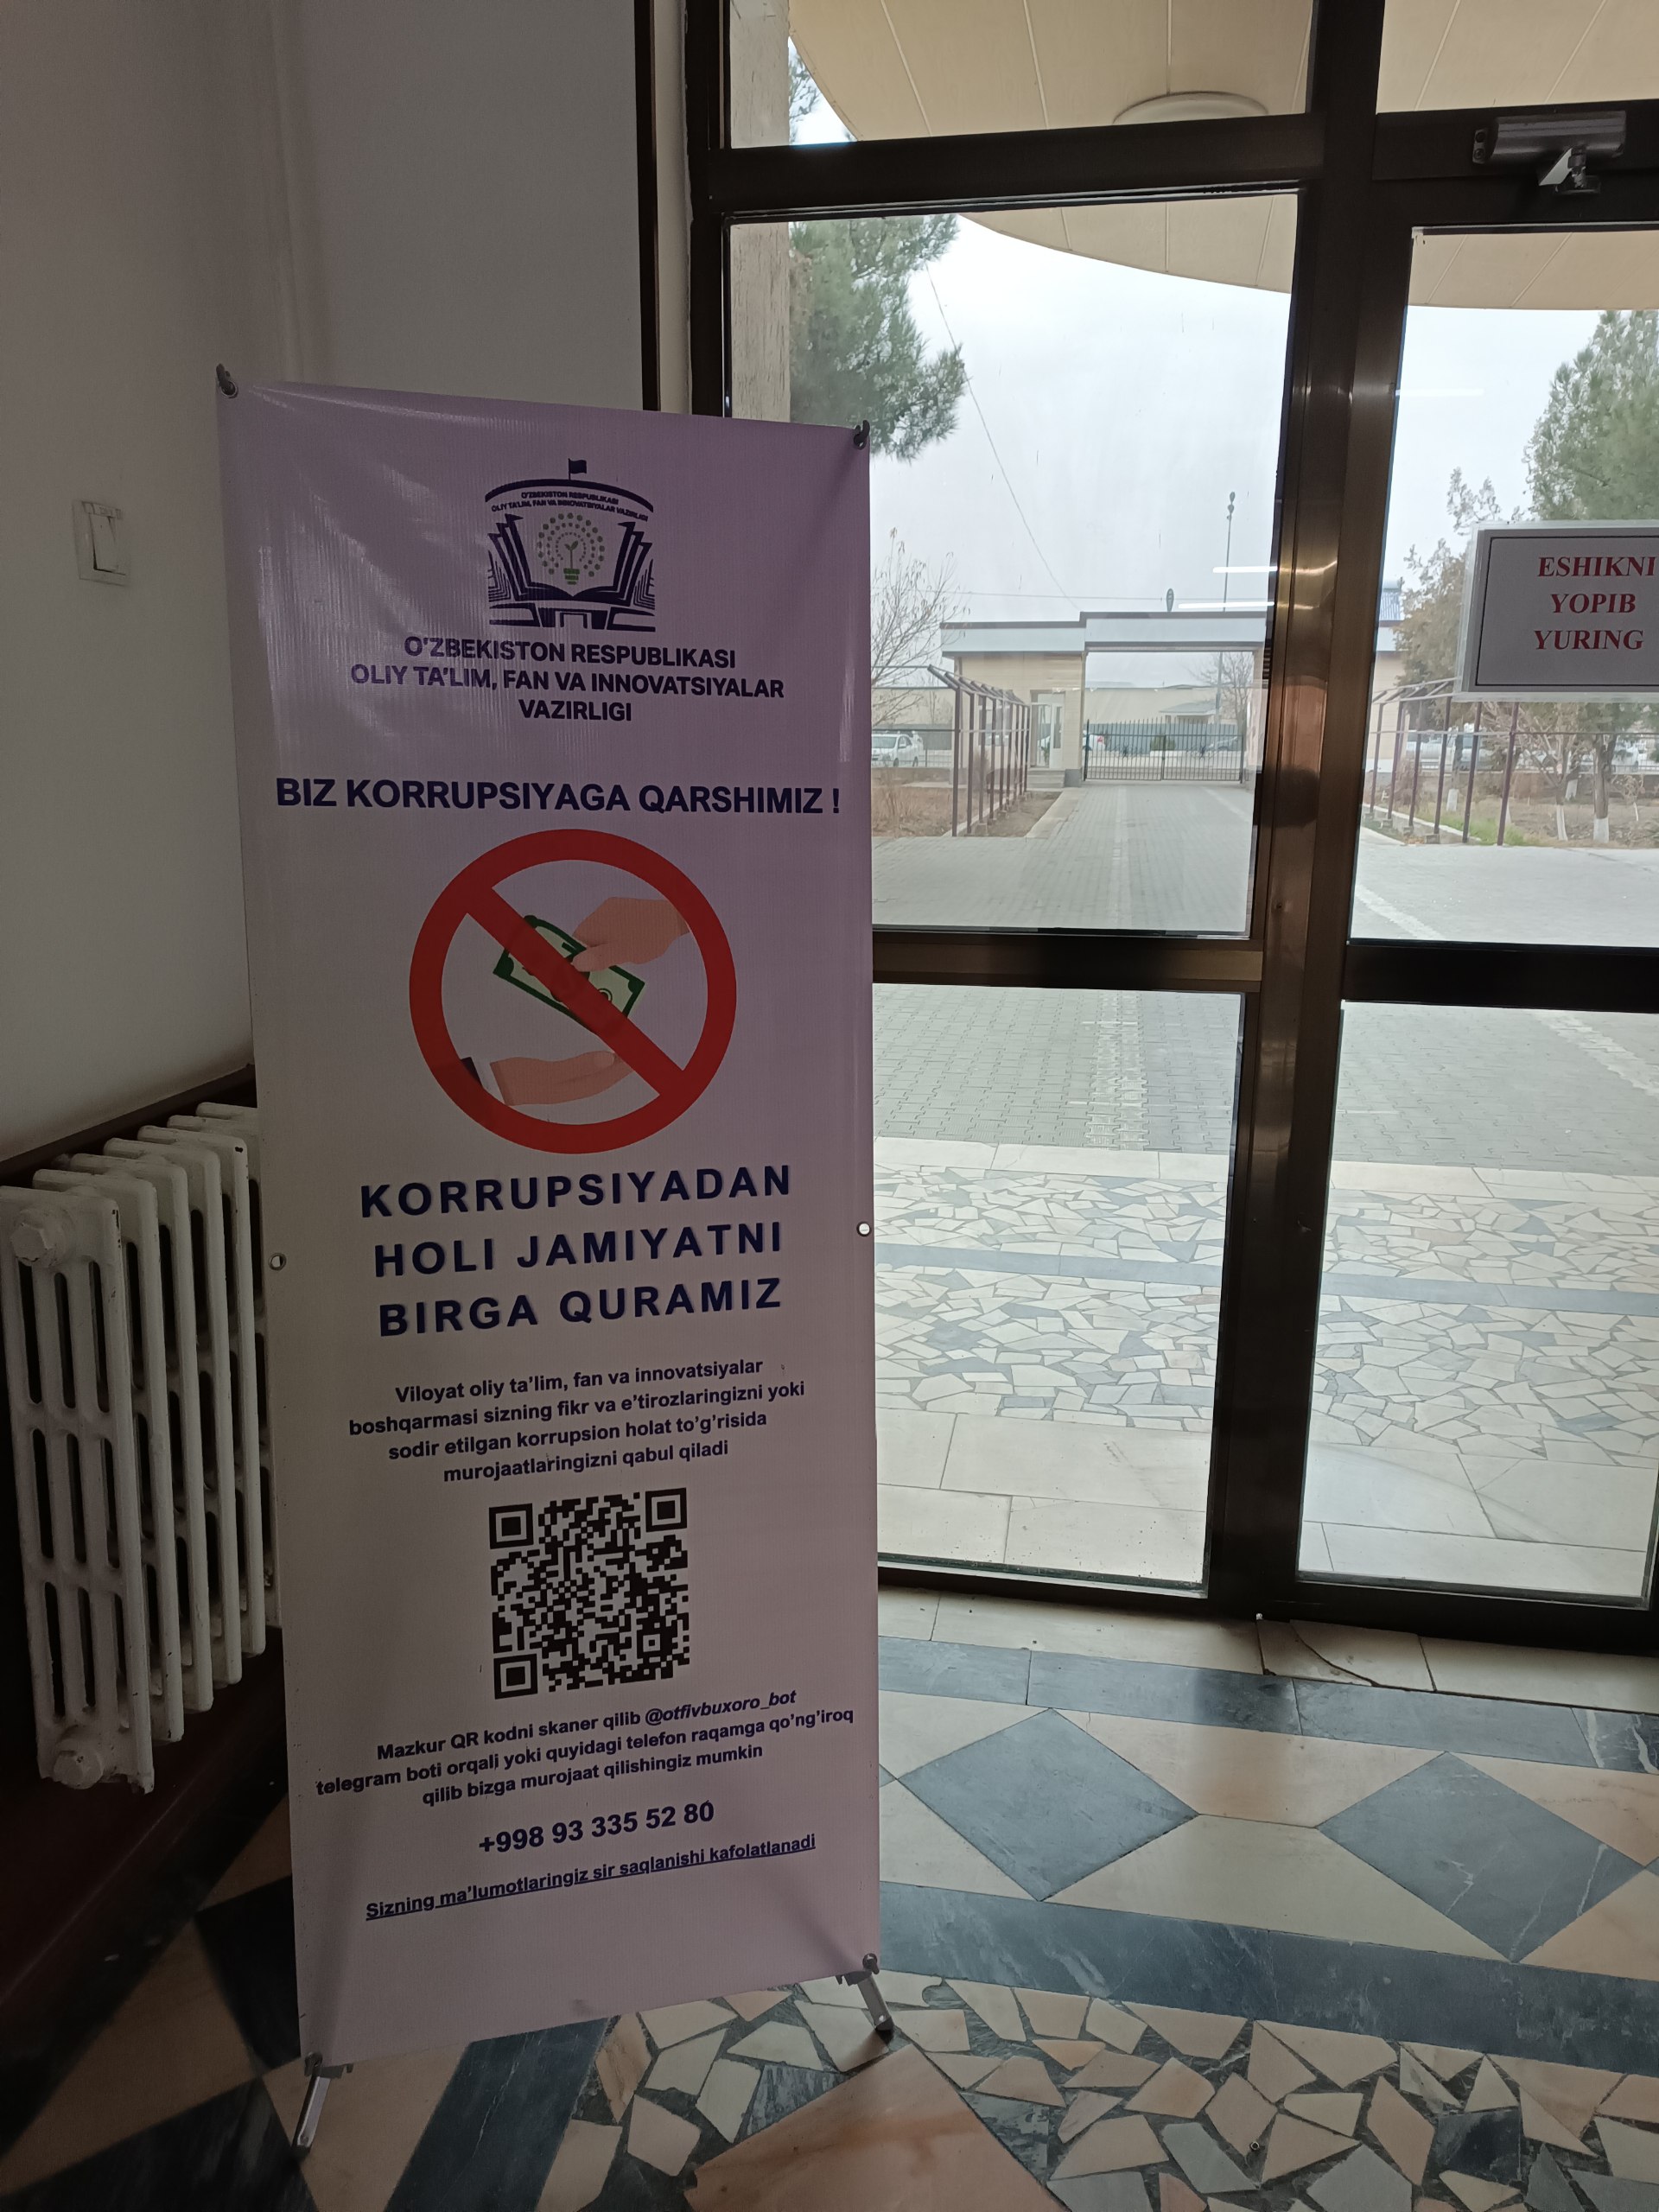 O'ZBEKISTON RESPUBLIKASI
OLIY TA'LIM, FAN VA INNOVATSIYALAR VAZIRLIGI
O'ZBEKISTON RESPUBLIKASI
OLIY TA'LIM, FAN VA INNOVATSIYALAR
VAZIRLIGI
BIZ KORRUPSIYAGA QARSHIMIZ !
KORRUPSIYADAN
HOLI JAMIYATNI
BIRGA QURAMIZ
Viloyat oliy ta'lim, fan va innovatsiyalar
boshqarmasi sizning fikr va e'tirozlaringizni yoki
sodir etilgan korrupsion holat to'g'risida
murojaatlaringizni qabul qiladi
Mazkur QR kodni skaner qilib @otfivbuxoro_bot
telegram boti orqali yoki quyidagi telefon raqamga qo'ng'iroq
qilib bizga murojaat qilishingiz mumkin
+998 93 335 52 80
Sizning ma'lumotlaringiz sir saqlanishi kafolatlanadi
ESHIKNI
YOPIB
YURING